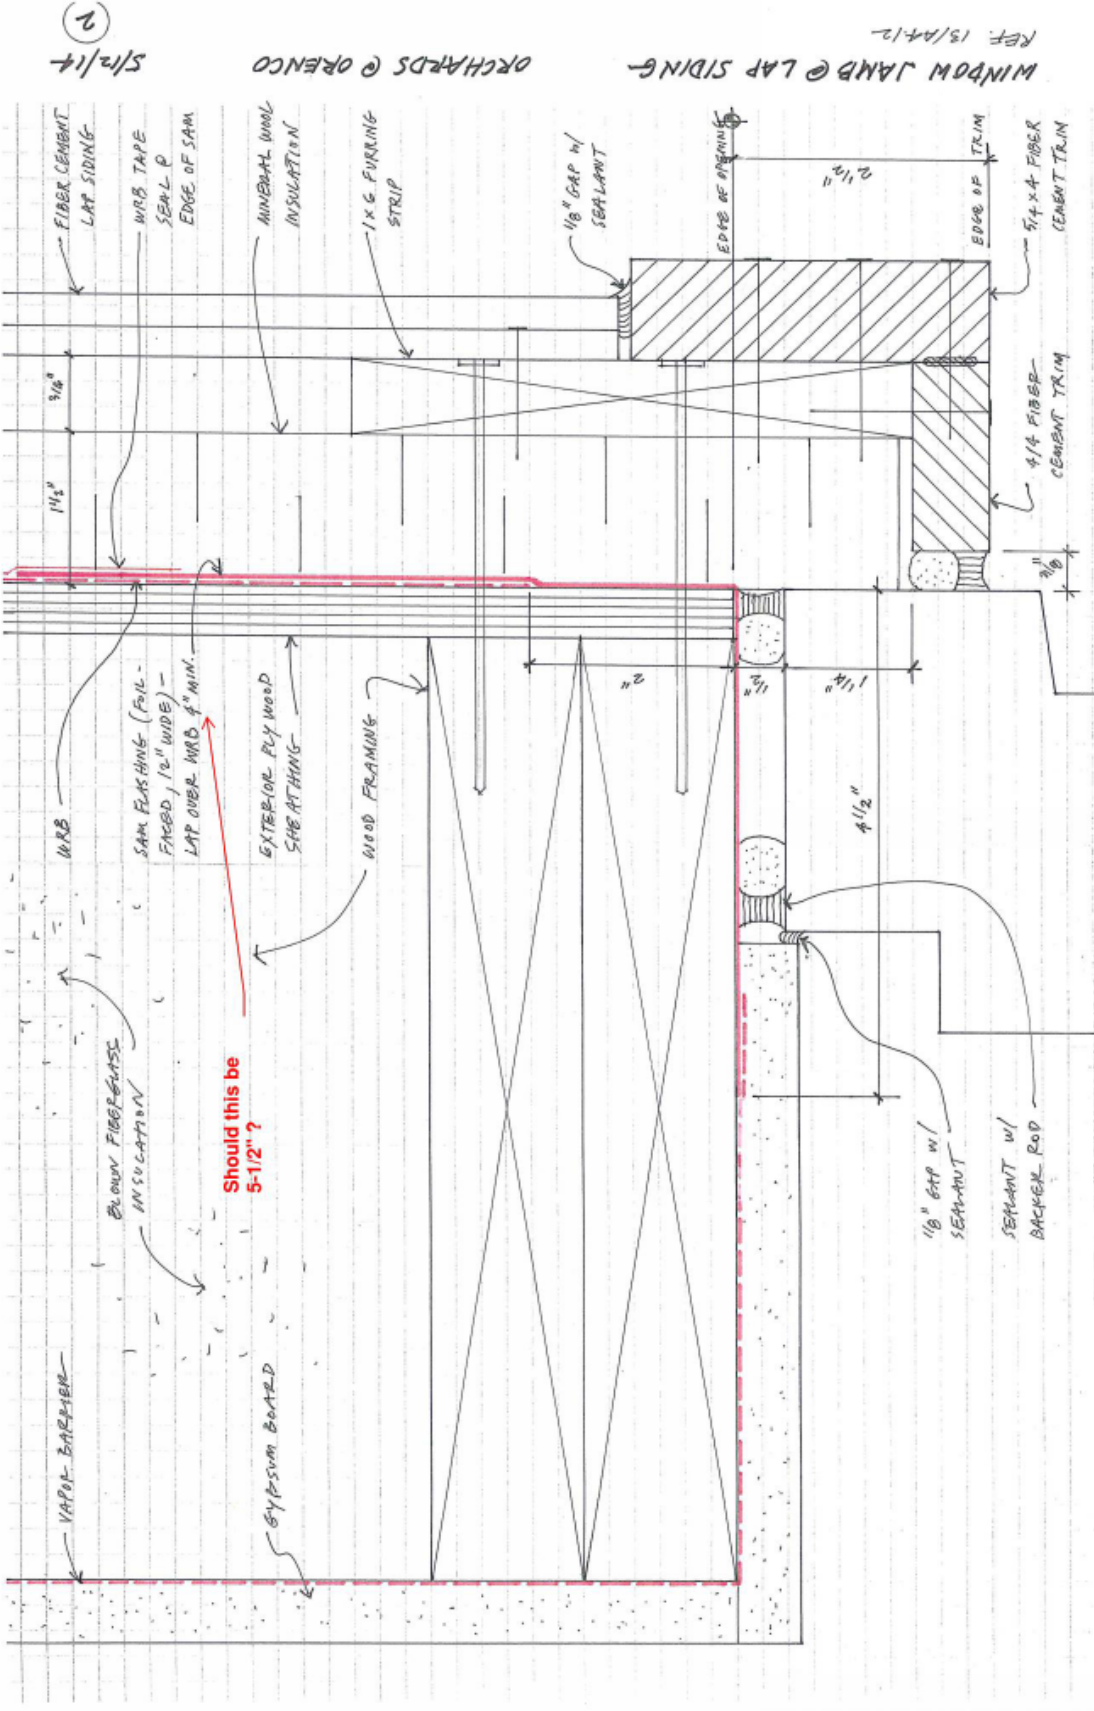 WINDOW JAMB @ LAP SIDING
REF. 13/A4.12
ORCHARDS @ ORENCO
5/12/14
2
FIBER CEMENT
LAP SIDING
WRB TAPE
SEAL @
EDGE OF SAM
MINERAL WOOL
INSULATION
1x6 FURRING
STRIP
1/8" GAP w/
SEALANT
EDGE OF OPENING
2 1/2"
EDGE OF TRIM
5/4 x 4 FIBER
CEMENT TRIM
4/4 FIBER-
CEMENT TRIM
3/4"
1 1/2"
3/8"
2"
1/2"
1 1/4"
4 1/2"
WRB
SAM FLASHING (FOIL-
FACED, 12" WIDE) -
LAP OVER WRB 4" MIN.
EXTERIOR PLYWOOD
SHEATHING
WOOD FRAMING
Should this be
5-1/2" ?
BLOWN FIBERGLASS
INSULATION
1/8" GAP w/
SEALANT
SEALANT w/
BACKER ROD
VAPOR BARRIER
GYPSUM BOARD